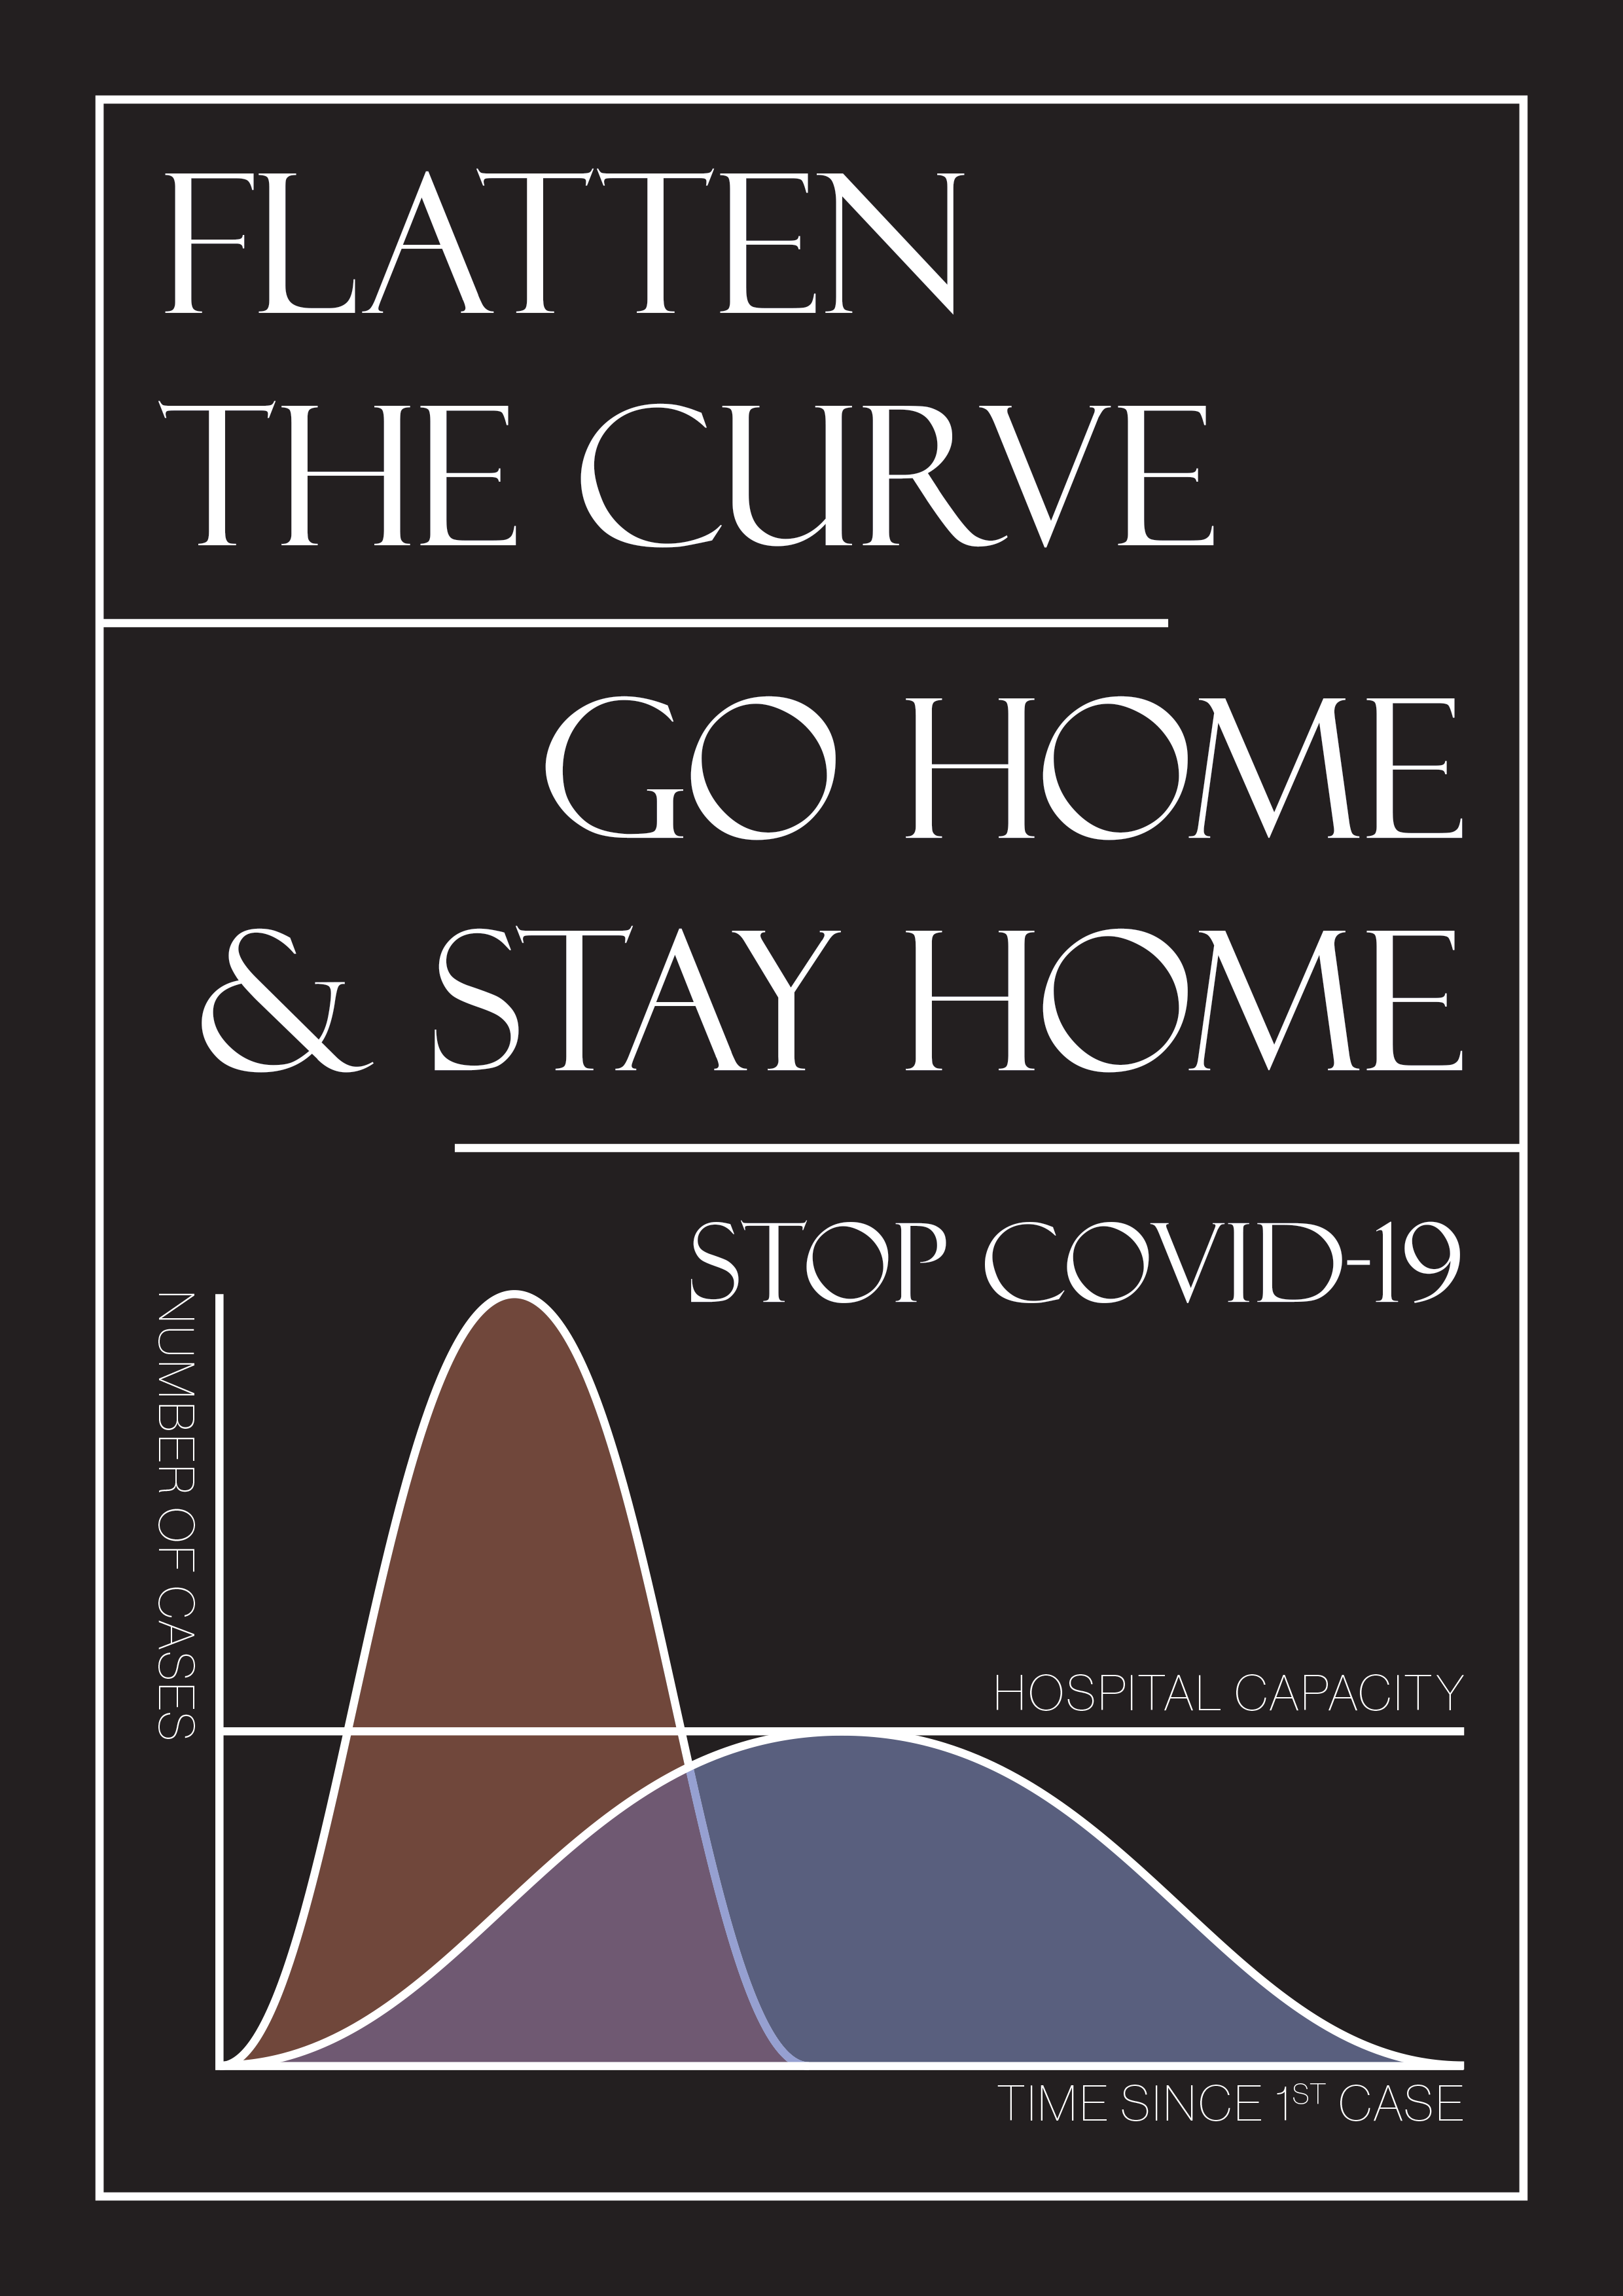 FLATTEN
THE CURVE
GO HOME
& STAY HOME
STOP COVID-19
NUMBER OF CASES
HOSPITAL CAPACITY
TIME SINCE 1ST CASE